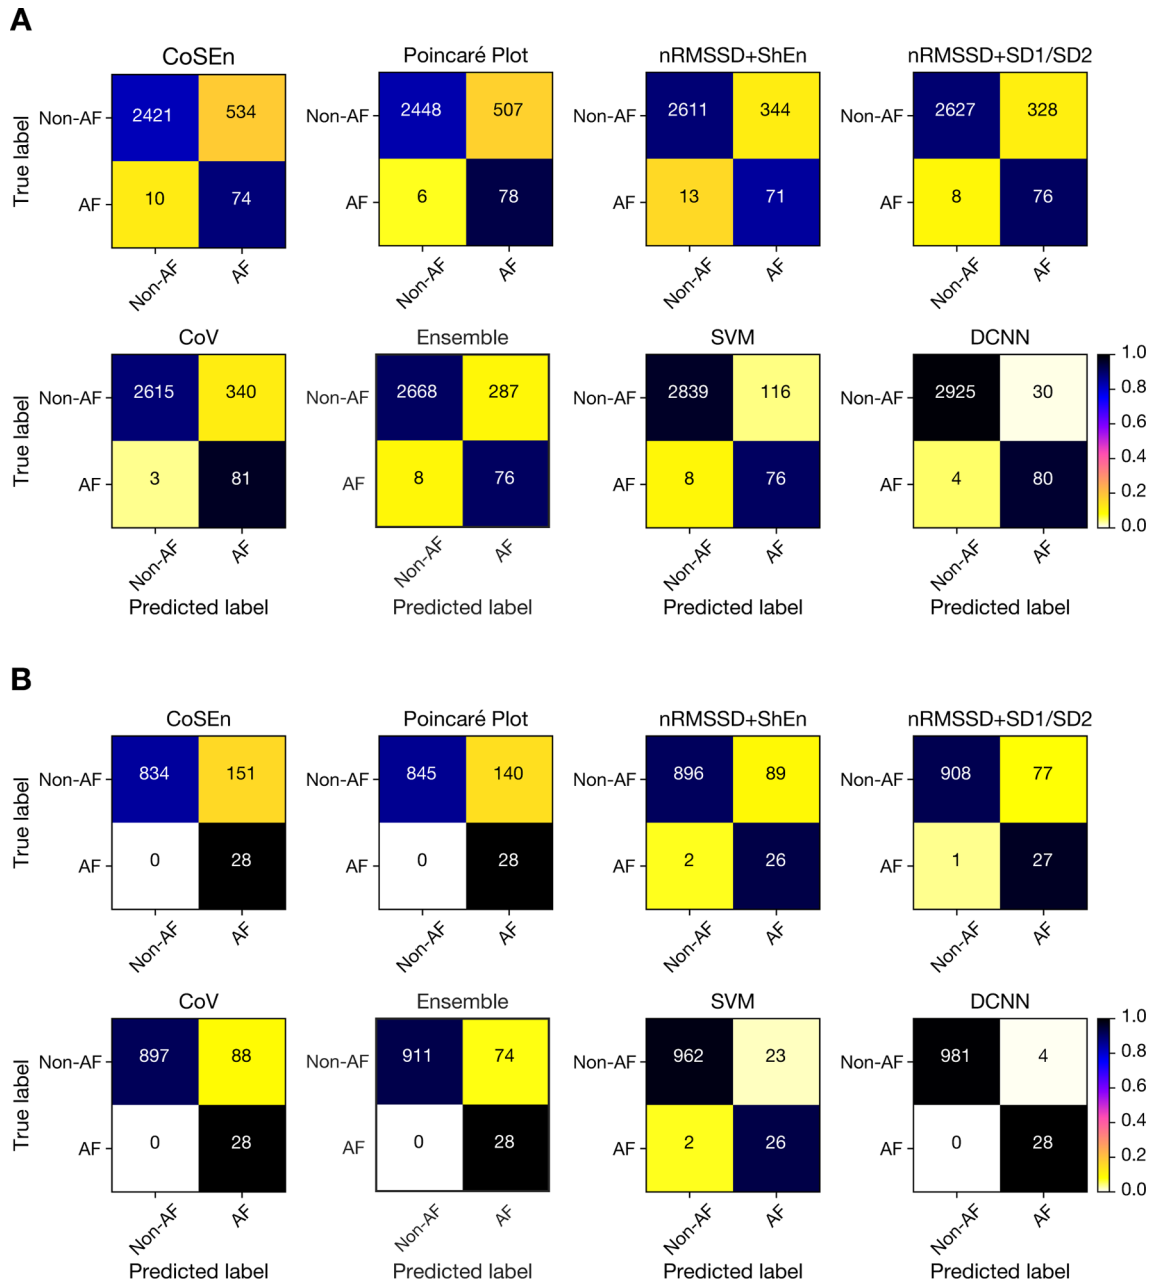 A
CoSEn
Poincaré Plot
nRMSSD+ShEn
nRMSSD+SD1/SD2
True label
Non-AF
2421
534
Non-AF
2448
507
Non-AF
2611
344
Non-AF
2627
328
AF
10
74
AF
6
78
AF
13
71
AF
8
76
Non-AF
AF
Non-AF
AF
Non-AF
AF
Non-AF
AF
CoV
Ensemble
SVM
DCNN
True label
Non-AF
2615
340
Non-AF
2668
287
Non-AF
2839
116
Non-AF
2925
30
AF
3
81
AF
8
76
AF
8
76
AF
4
80
1.0
0.8
0.6
0.4
0.2
0.0
Non-AF
AF
Non-AF
AF
Non-AF
AF
Non-AF
AF
Predicted label
Predicted label
Predicted label
Predicted label
B
CoSEn
Poincaré Plot
nRMSSD+ShEn
nRMSSD+SD1/SD2
True label
Non-AF
834
151
Non-AF
845
140
Non-AF
896
89
Non-AF
908
77
AF
0
28
AF
0
28
AF
2
26
AF
1
27
Non-AF
AF
Non-AF
AF
Non-AF
AF
Non-AF
AF
CoV
Ensemble
SVM
DCNN
True label
Non-AF
897
88
Non-AF
911
74
Non-AF
962
23
Non-AF
981
4
AF
0
28
AF
0
28
AF
2
26
AF
0
28
1.0
0.8
0.6
0.4
0.2
0.0
Non-AF
AF
Non-AF
AF
Non-AF
AF
Non-AF
AF
Predicted label
Predicted label
Predicted label
Predicted label